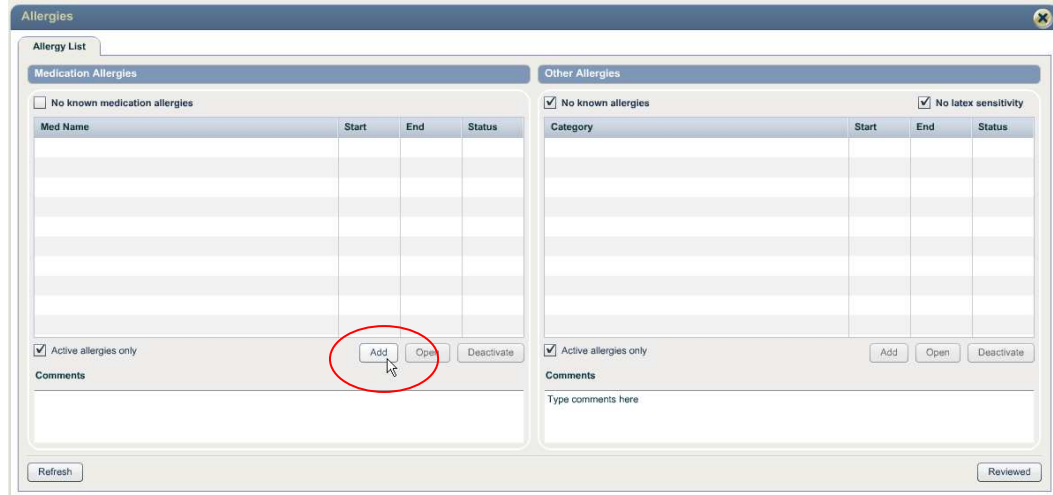 Allergies
Allergy List
Medication Allergies
No known medication allergies
Med Name Start End Status
Active allergies only Add Open Deactivate
Comments
Other Allergies
No known allergies No latex sensitivity
Category Start End Status
Active allergies only Add Open Deactivate
Comments
Type comments here
Refresh Reviewed